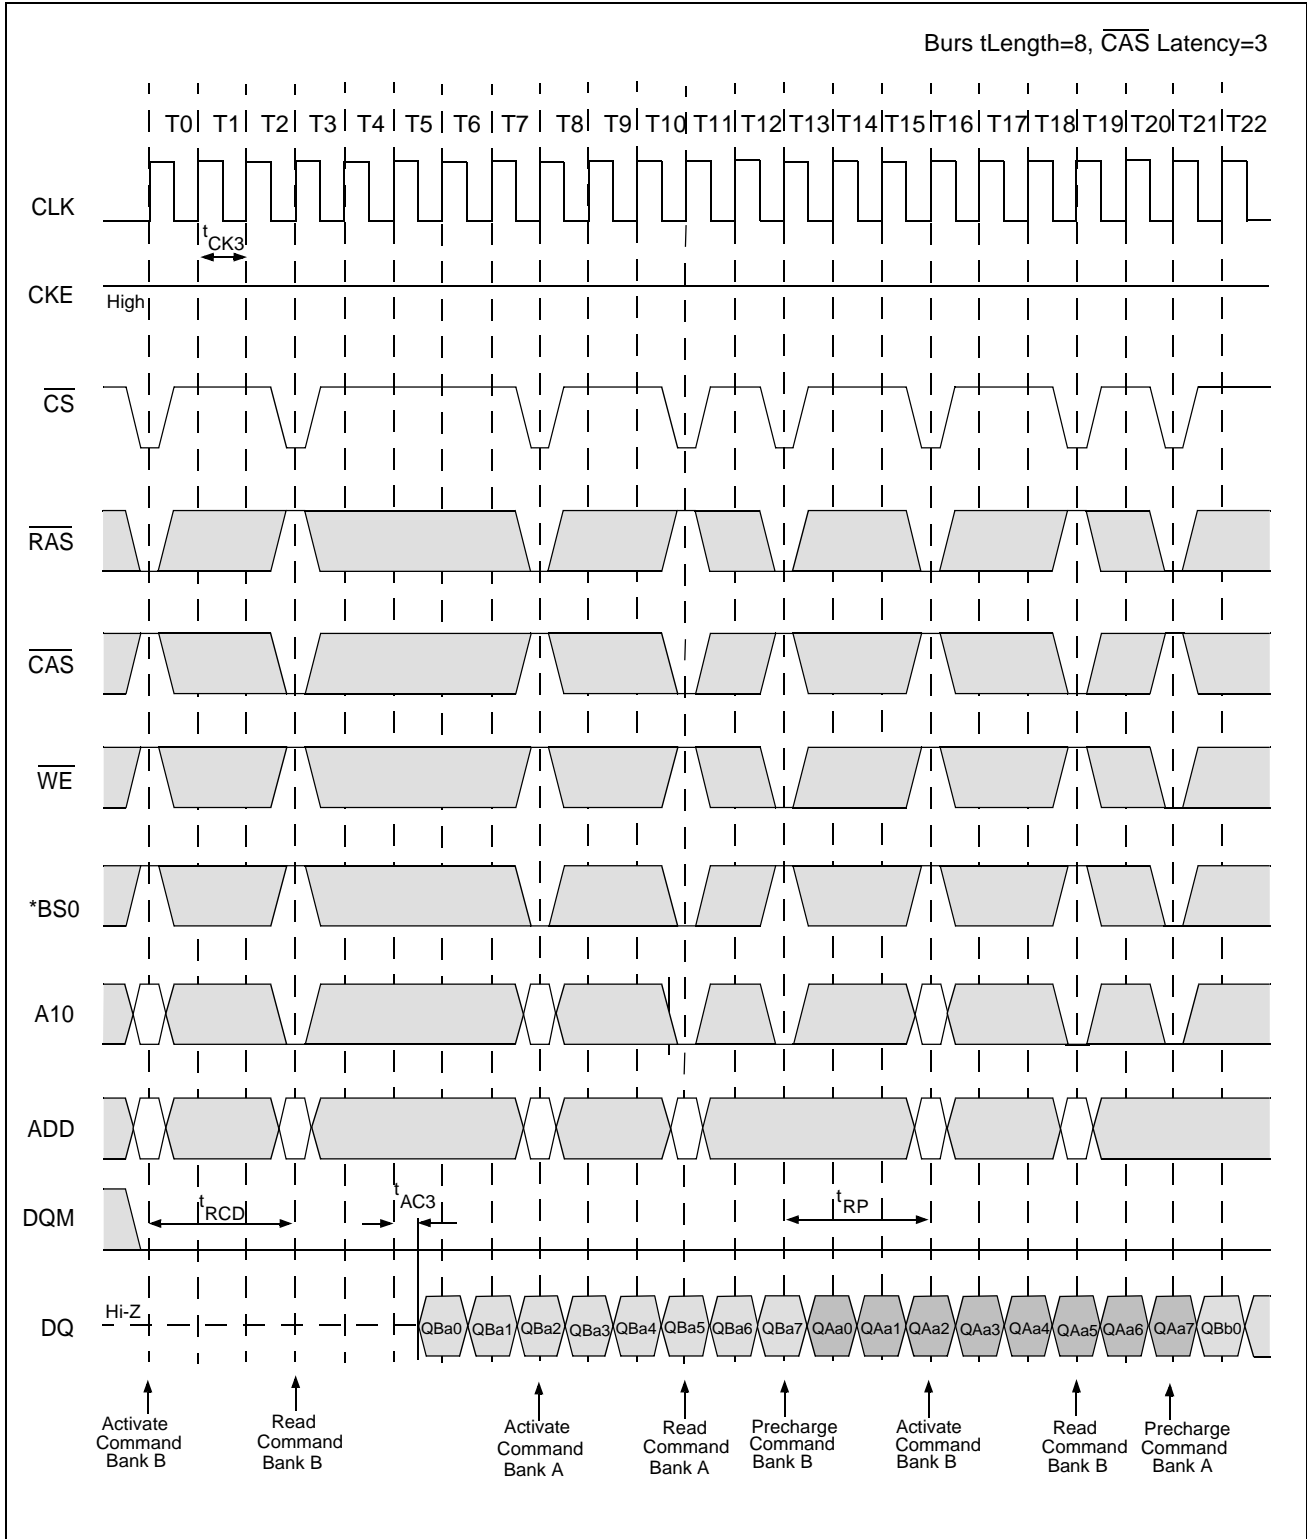 Burs tLength=8, CAS Latency=3
T0 T1 T2 T3 T4 T5 T6 T7 T8 T9 T10 T11 T12 T13 T14 T15 T16 T17 T18 T19 T20 T21 T22
CLK
tCK3
CKE
High
CS
RAS
CAS
WE
*BS0
A10
ADD
DQM
tRCD
tAC3
tRP
DQ
Hi-Z
QBa0 QBa1 QBa2 QBa3 QBa4 QBa5 QBa6 QBa7 QAa0 QAa1 QAa2 QAa3 QAa4 QAa5 QAa6 QAa7 QBb0
Activate
Command
Bank B
Read
Command
Bank B
Activate
Command
Bank A
Read
Command
Bank A
Precharge
Command
Bank B
Activate
Command
Bank B
Read
Command
Bank B
Precharge
Command
Bank A